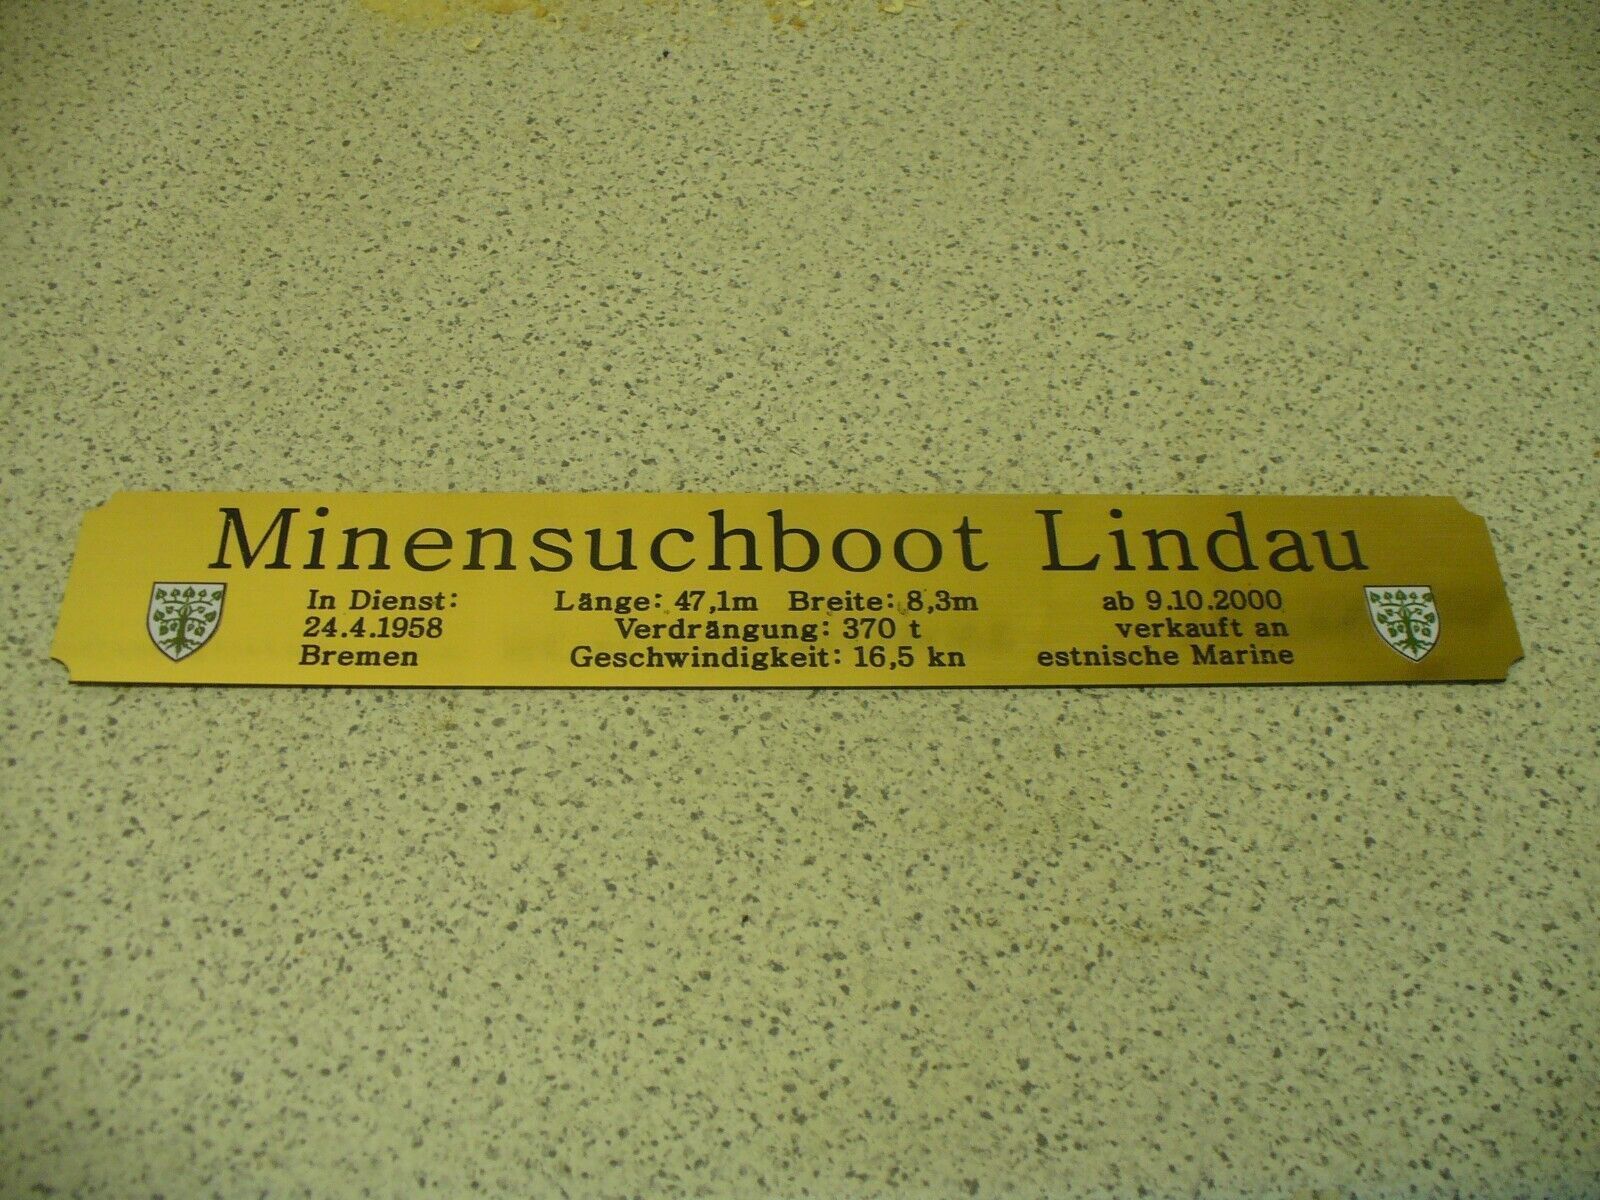 Minensuchboot Lindau
In Dienst:
24.4.1958
Bremen
Länge: 47,1m Breite: 8,3m
Verdrängung: 370 t
Geschwindigkeit: 16,5 kn
ab 9.10.2000
verkauft an
estnische Marine